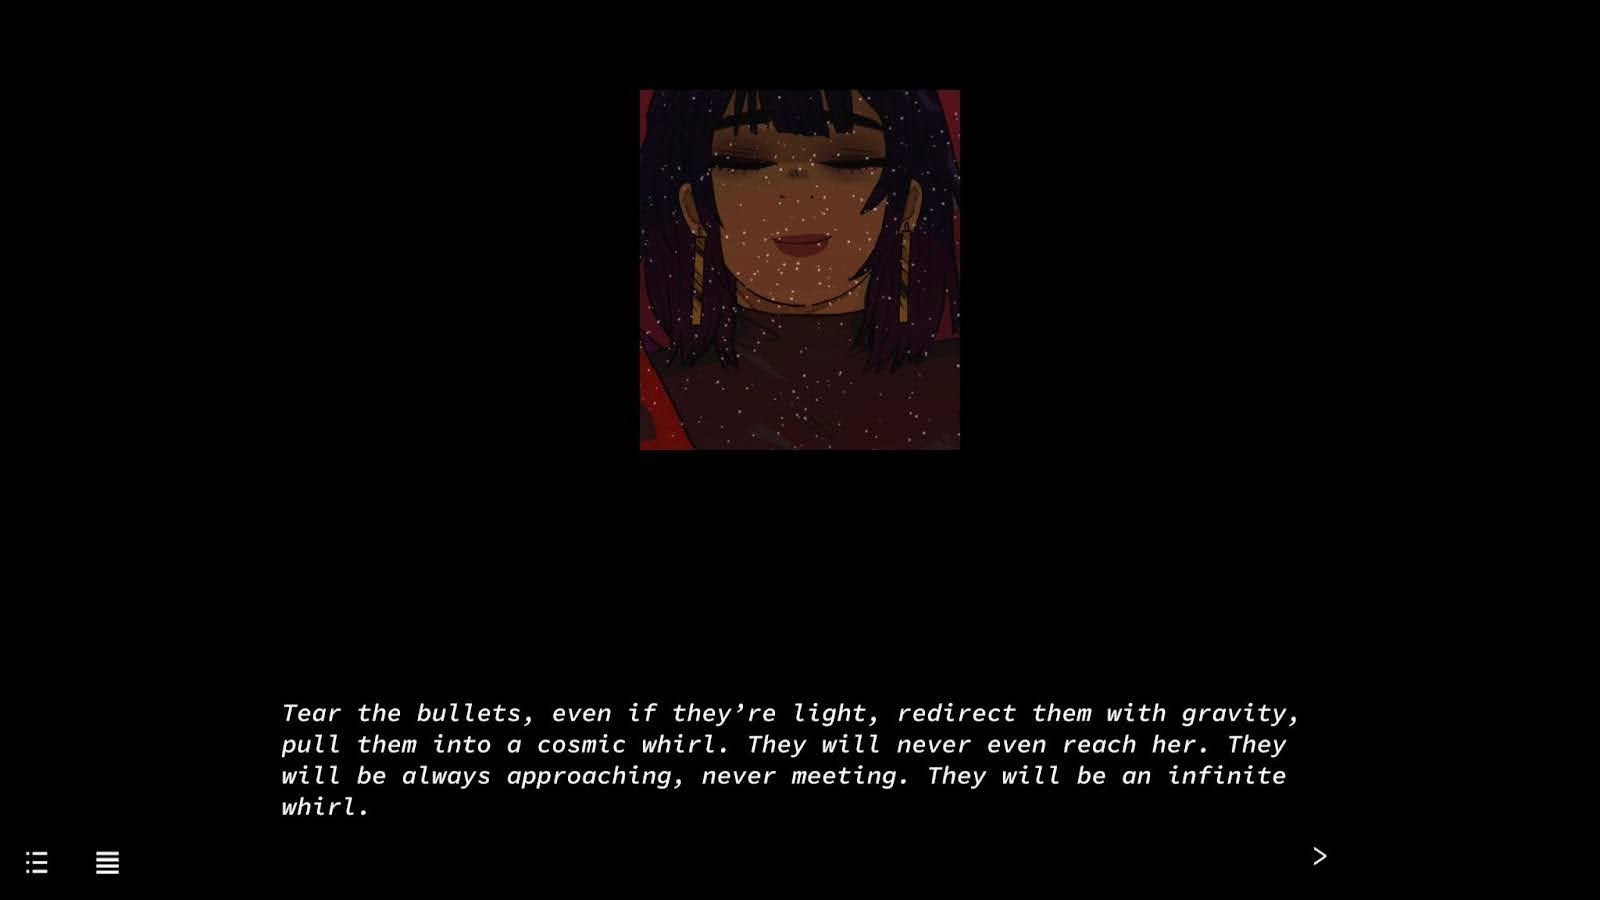 Tear the bullets, even if they’re light, redirect them with gravity,
pull them into a cosmic whirl. They will never even reach her. They
will be always approaching, never meeting. They will be an infinite
whirl.